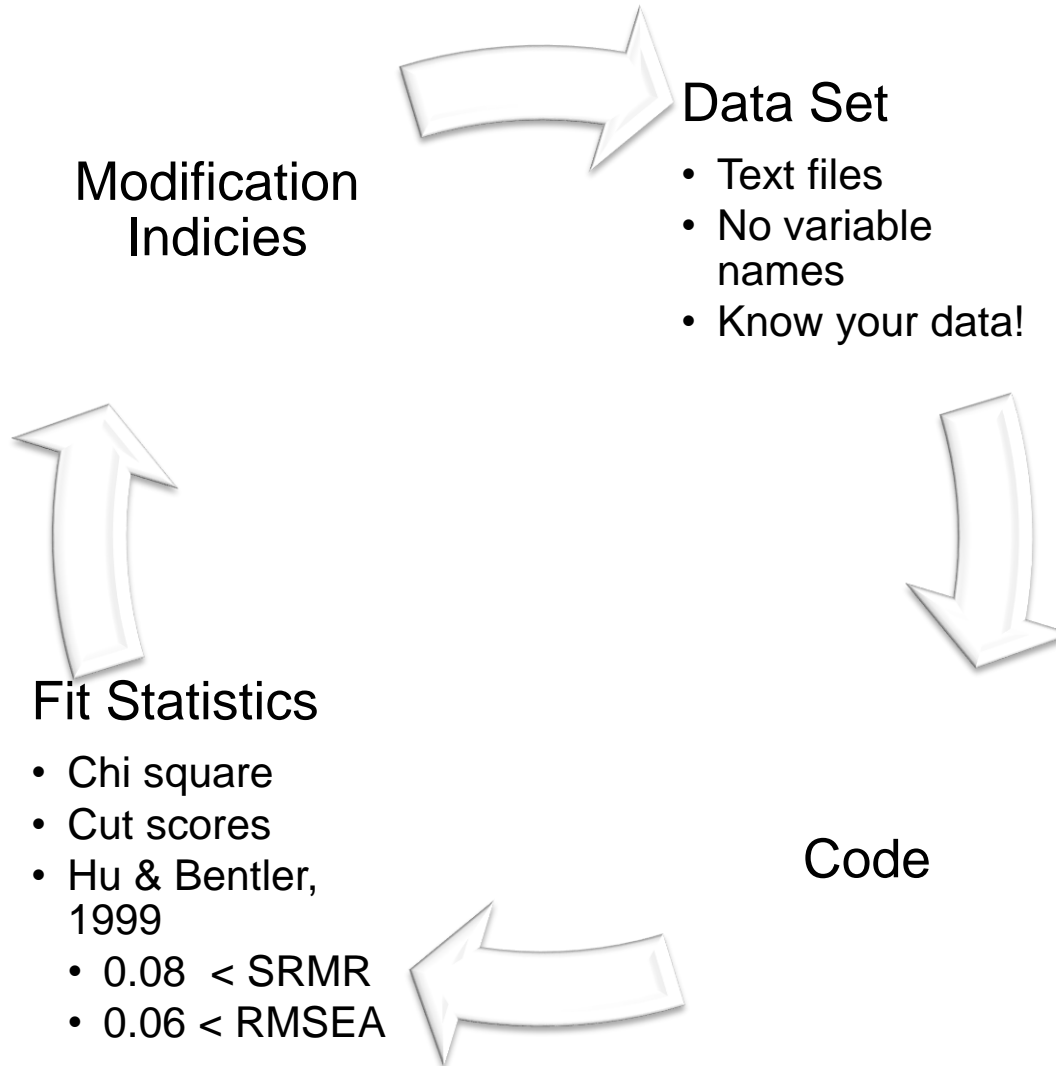 Modification
Indicies
Data Set
• Text files
• No variable
names
• Know your data!
Code
Fit Statistics
• Chi square
• Cut scores
• Hu & Bentler,
1999
• 0.08 < SRMR
• 0.06 < RMSEA